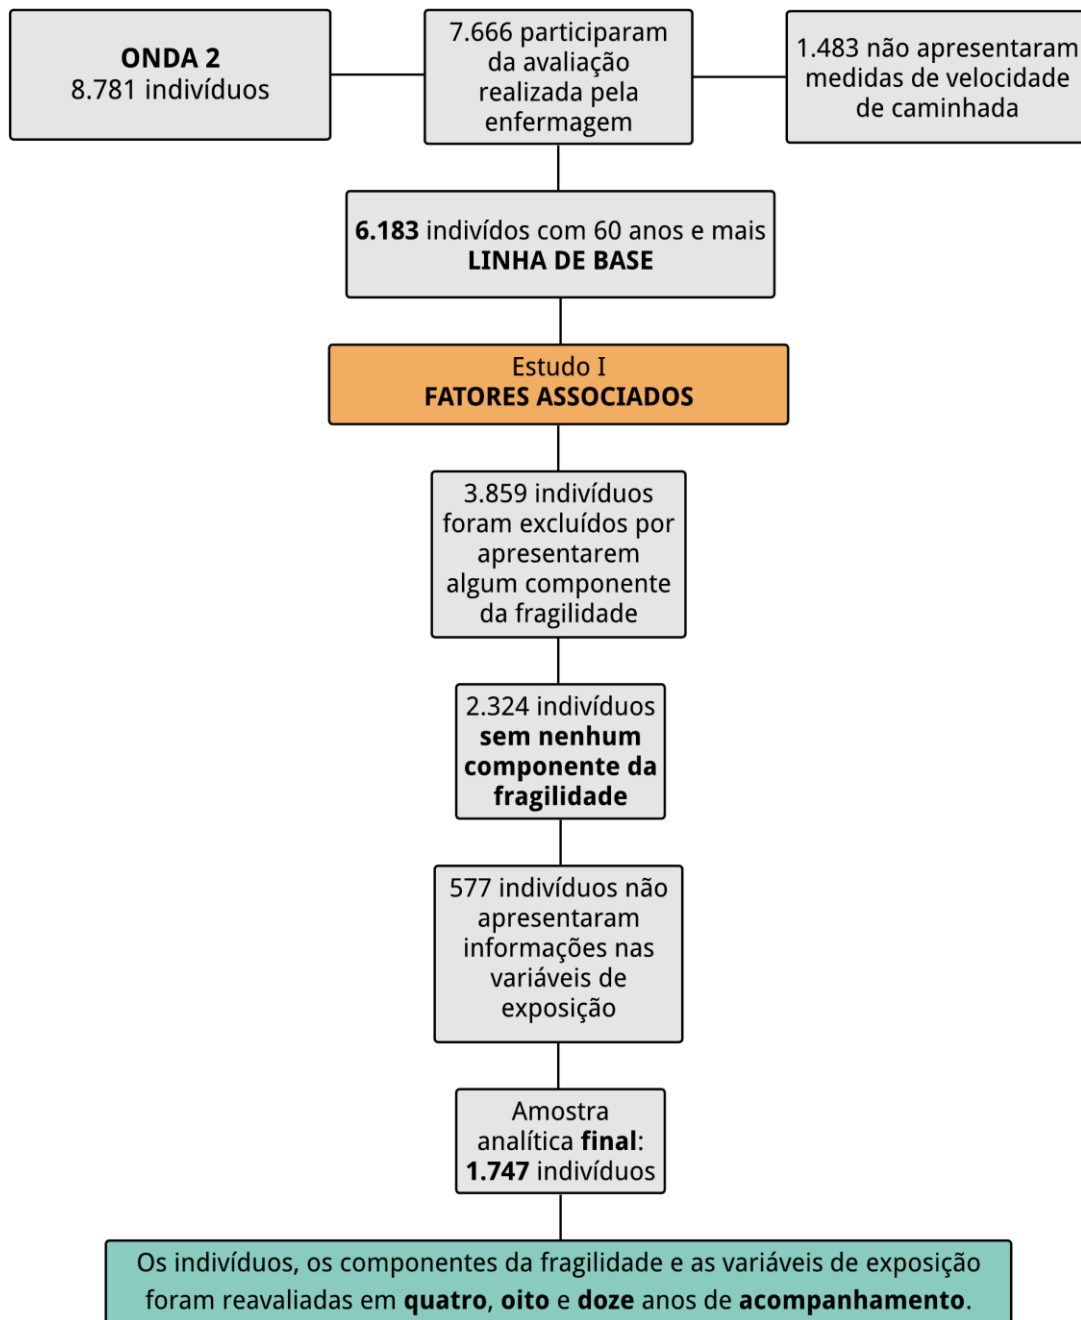 ONDA 2
8.781 indivíduos
7.666 participaram
da avaliação
realizada pela
enfermagem
1.483 não apresentaram
medidas de velocidade
de caminhada
6.183 indivídos com 60 anos e mais
LINHA DE BASE
Estudo I
FATORES ASSOCIADOS
3.859 indivíduos
foram excluídos por
apresentarem
algum componente
da fragilidade
2.324 indivíduos
sem nenhum
componente da
fragilidade
577 indivíduos não
apresentaram
informações nas
variáveis de
exposição
Amostra
analítica final:
1.747 indivíduos
Os indivíduos, os componentes da fragilidade e as variáveis de exposição
foram reavaliadas em quatro, oito e doze anos de acompanhamento.